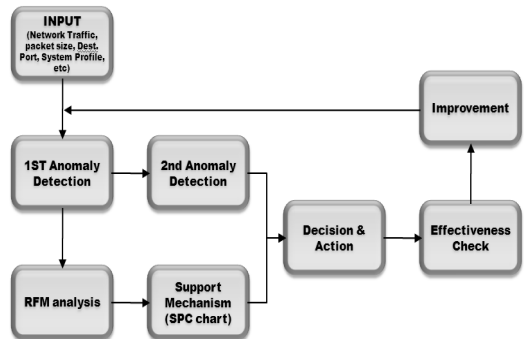 INPUT
(Network Traffic,
packet size, Dest.
Port, System Profile,
etc)
Improvement
1ST Anomaly
Detection
2nd Anomaly
Detection
Decision &
Action
Effectiveness
Check
RFM analysis
Support
Mechanism
(SPC chart)